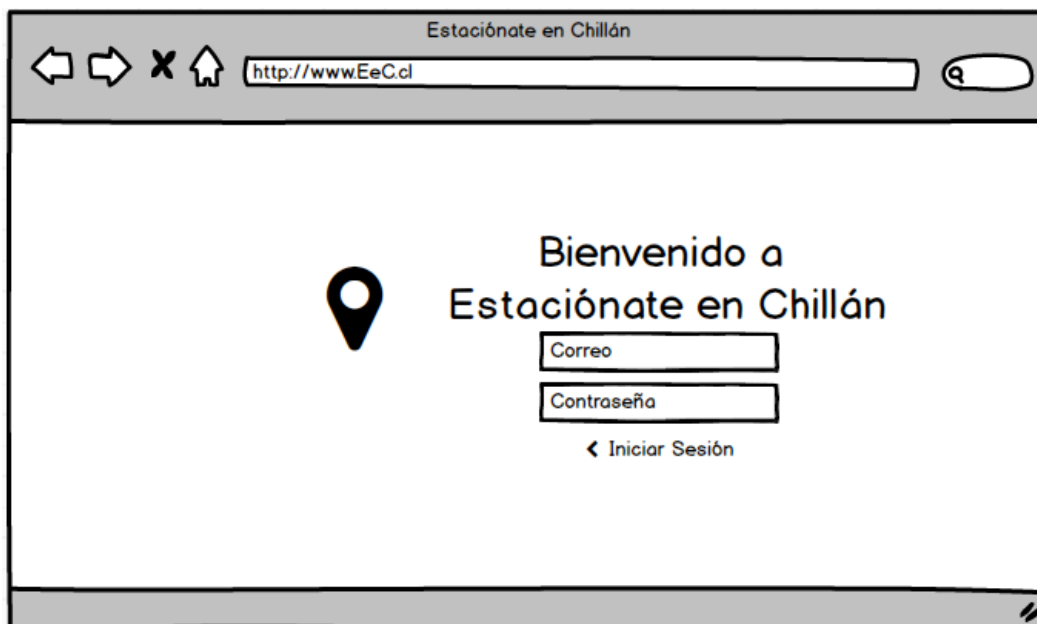 Estaciónate en Chillán
http://www.EeC.cl
Bienvenido a
Estaciónate en Chillán
Correo
Contraseña
Iniciar Sesión